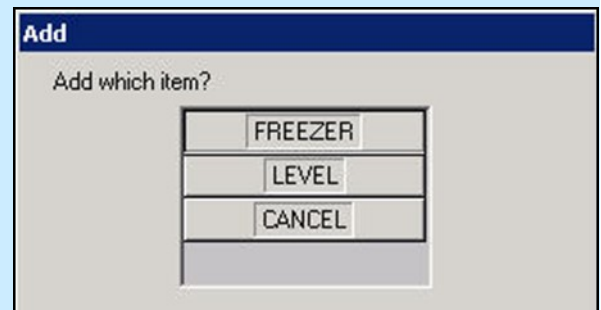 Add
Add which item?
FREEZER
LEVEL
CANCEL